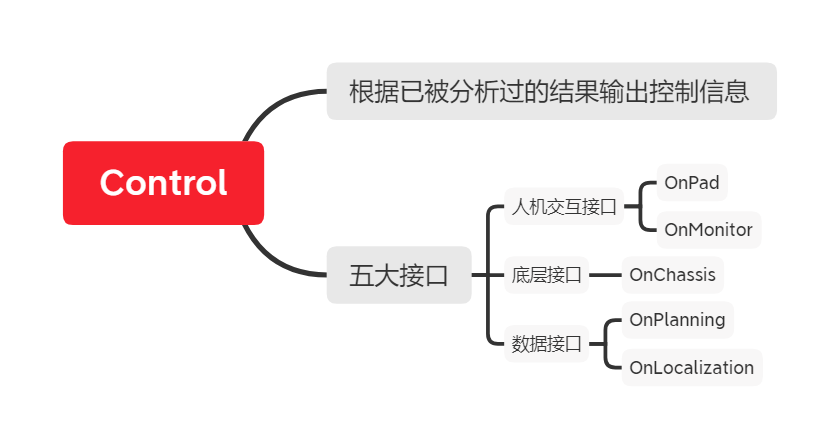 Control
根据已被分析过的结果输出控制信息
五大接口
人机交互接口
OnPad
OnMonitor
底层接口
OnChassis
数据接口
OnPlanning
OnLocalization